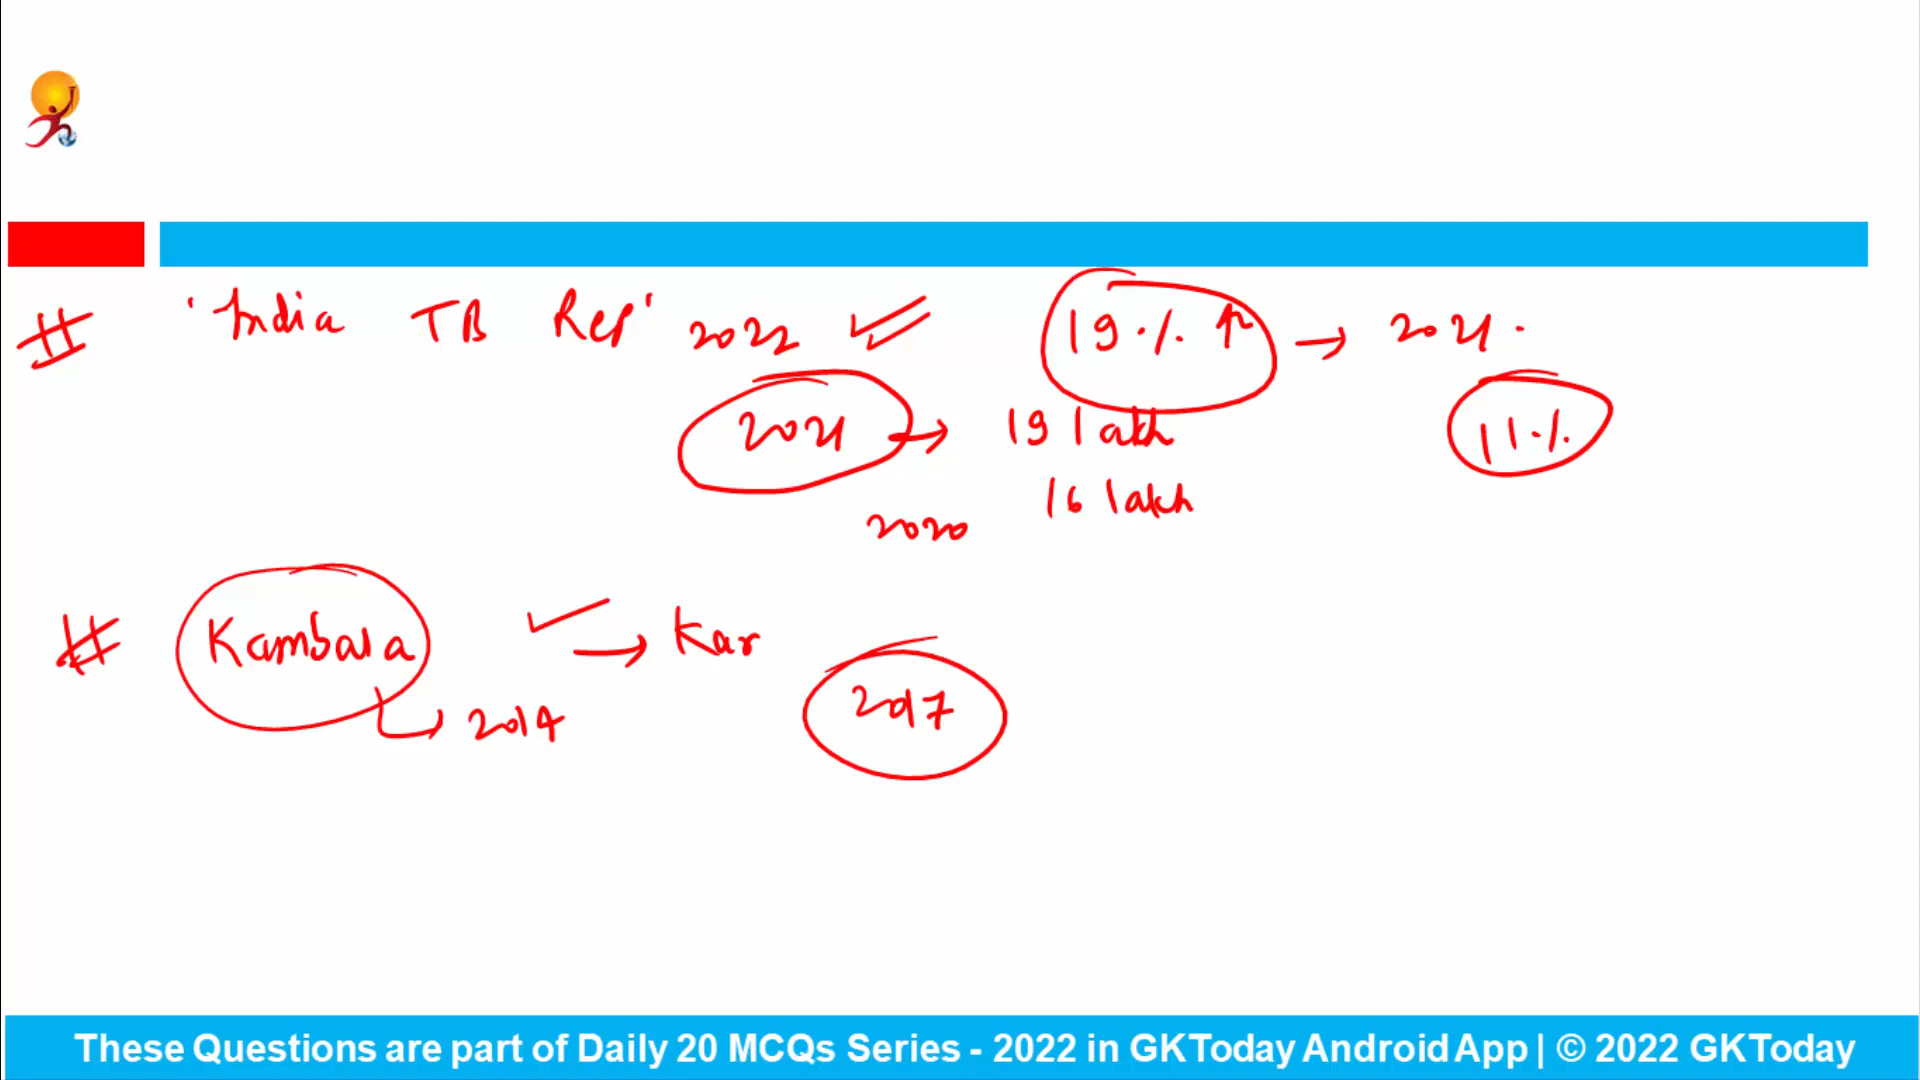 # 'India TB Rep' 2022 19% ↑ → 2021.
2021 → 19 lakh 11%
2020 16 lakh
# Kambala → Kar
2014 2017
These Questions are part of Daily 20 MCQs Series - 2022 in GKToday Android App | © 2022 GKToday